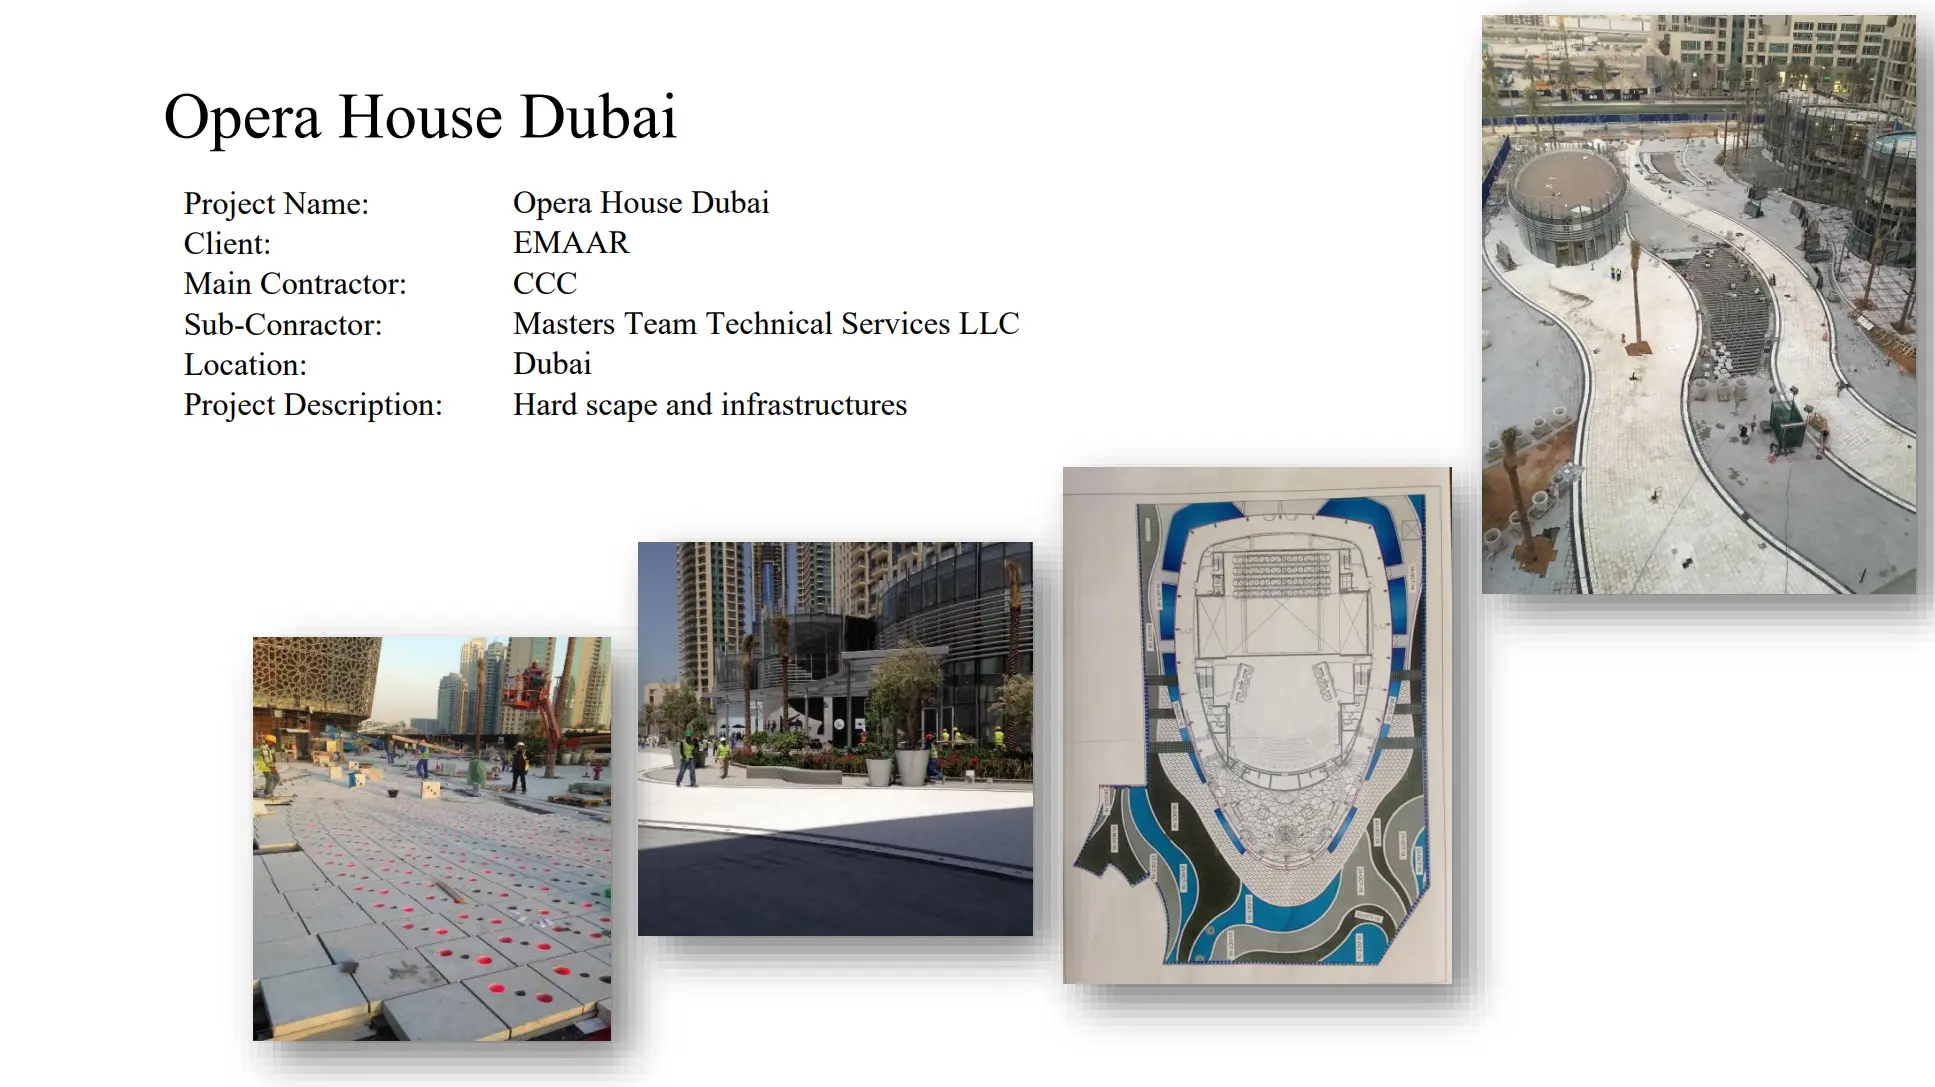 Opera House Dubai
Project Name: Opera House Dubai
Client: EMAAR
Main Contractor: CCC
Sub-Conractor: Masters Team Technical Services LLC
Location: Dubai
Project Description: Hard scape and infrastructures